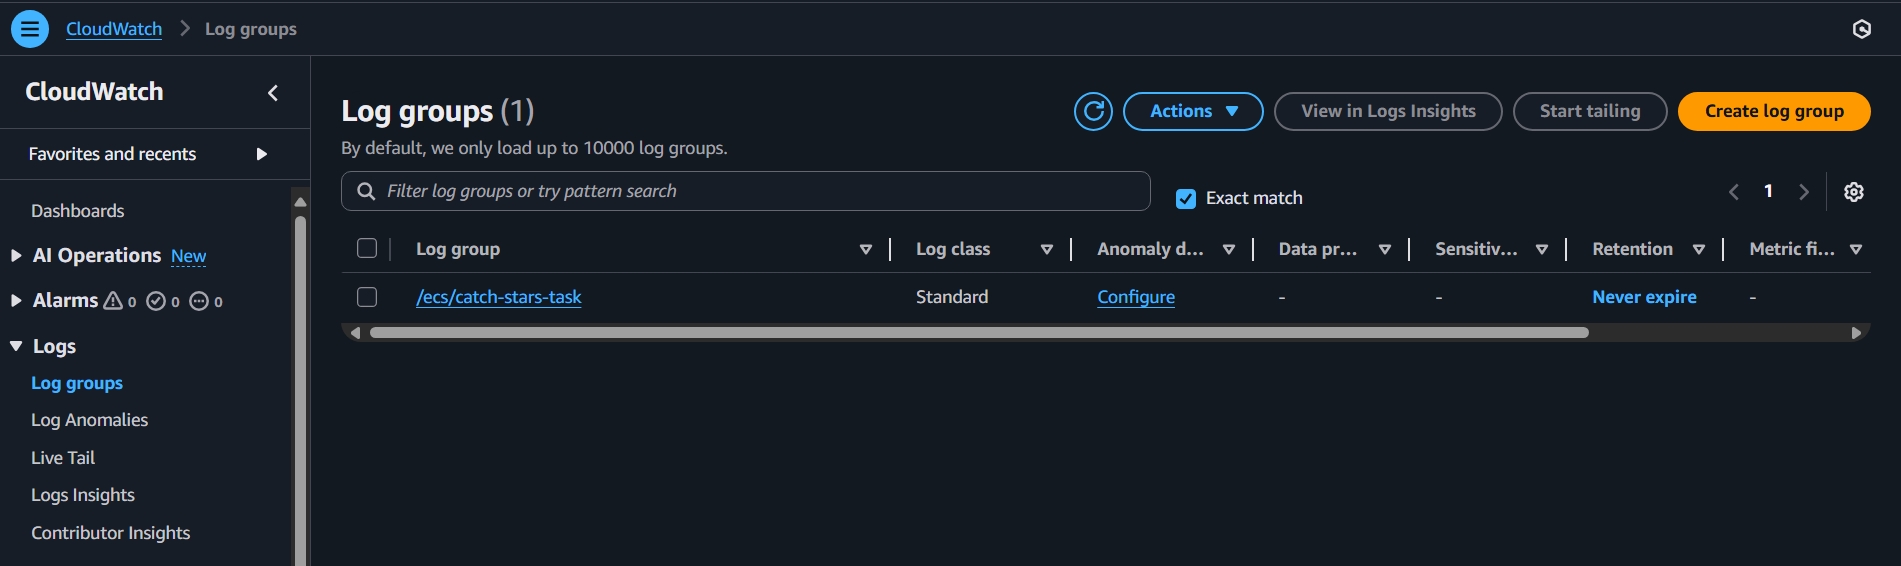 CloudWatch > Log groups
CloudWatch
Favorites and recents
Dashboards
AI Operations New
Alarms 0 0 0
Logs
Log groups
Log Anomalies
Live Tail
Logs Insights
Contributor Insights
Log groups (1)
By default, we only load up to 10000 log groups.
Actions View in Logs Insights Start tailing Create log group
Filter log groups or try pattern search Exact match 1
Log group Log class Anomaly d... Data pr... Sensitiv... Retention Metric fi...
/ecs/catch-stars-task Standard Configure - - Never expire -